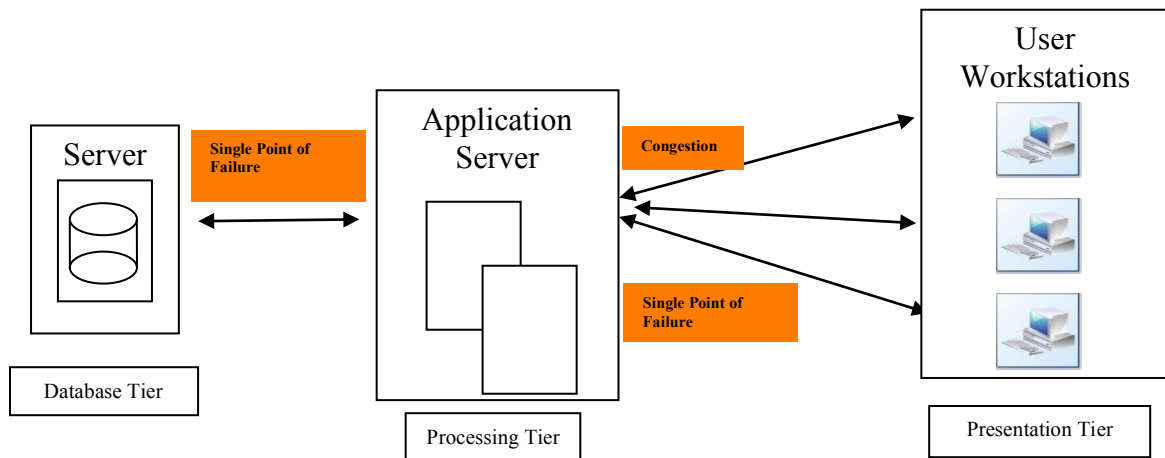 Server
Single Point of
Failure
Application
Server
Congestion
Single Point of
Failure
User
Workstations
Database Tier
Processing Tier
Presentation Tier